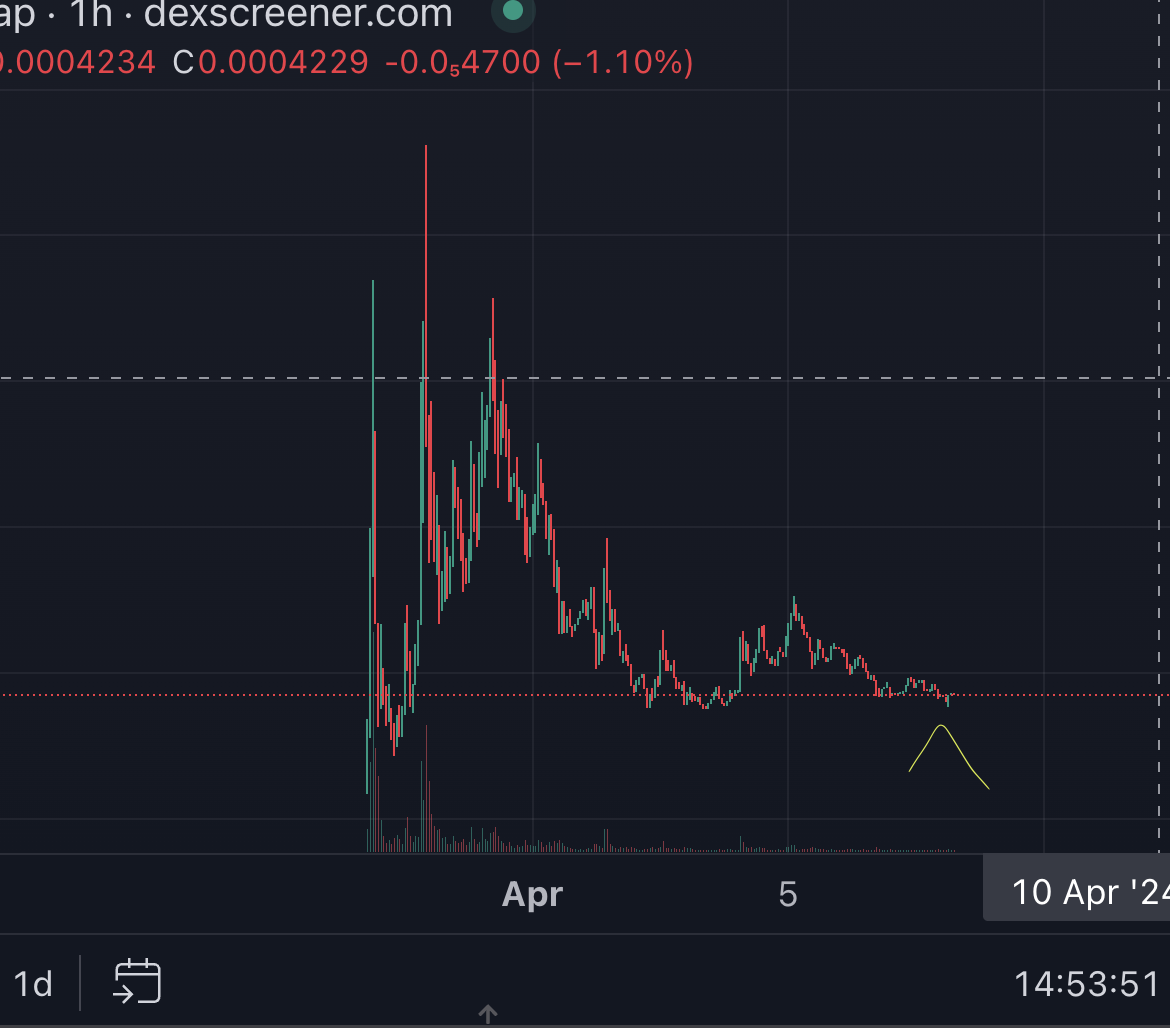 ap · 1h · dexscreener.com
0.0004234 C0.0004229 -0.0₅4700 (−1.10%)
Apr 5 10 Apr '24
1d 14:53:51